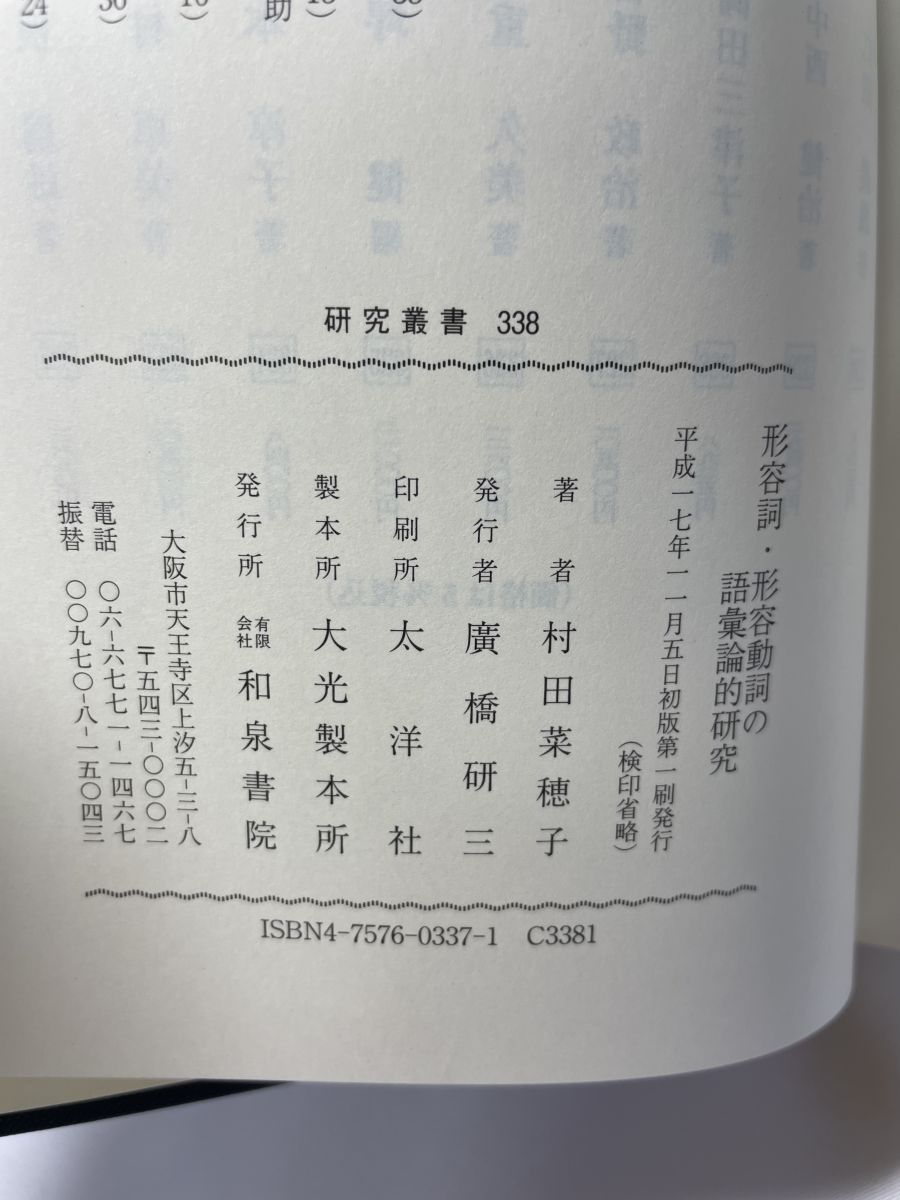 研究叢書 338
形容詞・形容動詞の
語彙論的研究
平成一七年一一月五日初版第一刷発行
（検印省略）
著者 村田菜穂子
発行者 廣橋研三
印刷所 太洋社
製本所 大光製本所
発行所 有限会社 和泉書院
大阪市天王寺区上汐五-三-八
〒五四三-〇〇〇二
電話 〇六-六七七一-一四六七
振替 〇〇九七〇-八-一五〇四三
ISBN4-7576-0337-1 C3381